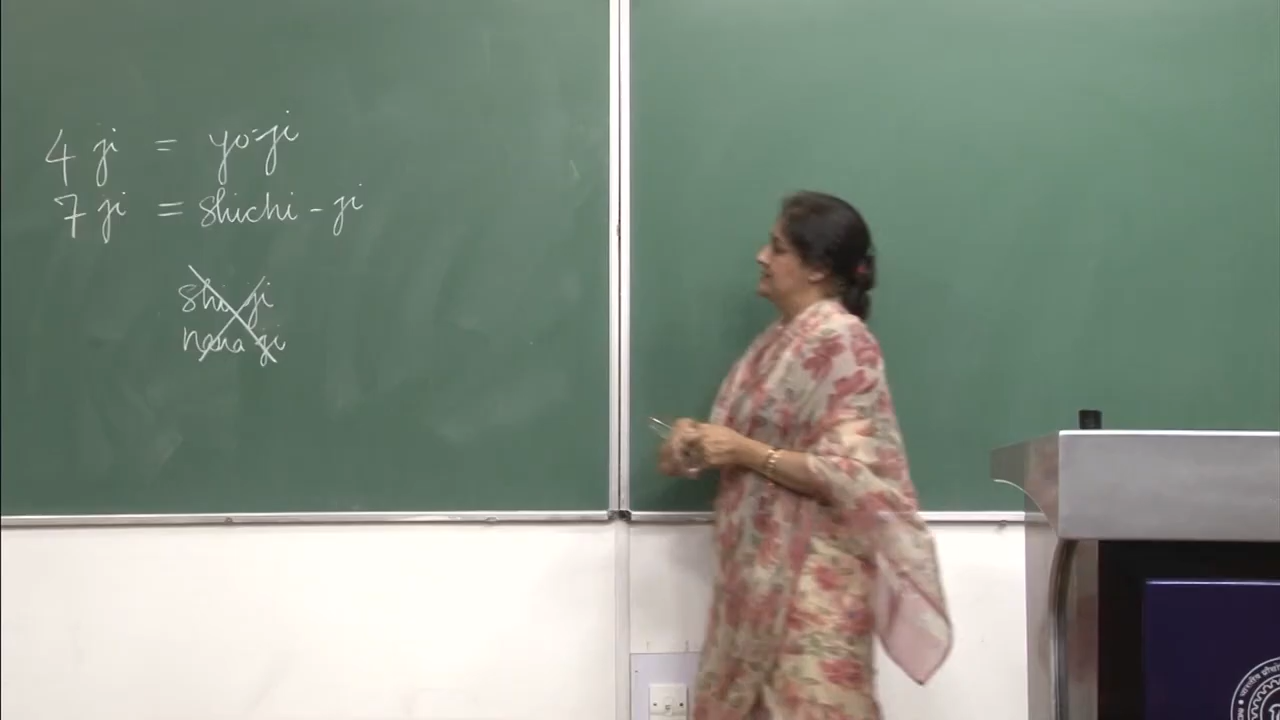 4 ji = yo-ji
7 ji = shichi - ji
shi ji
nana ji